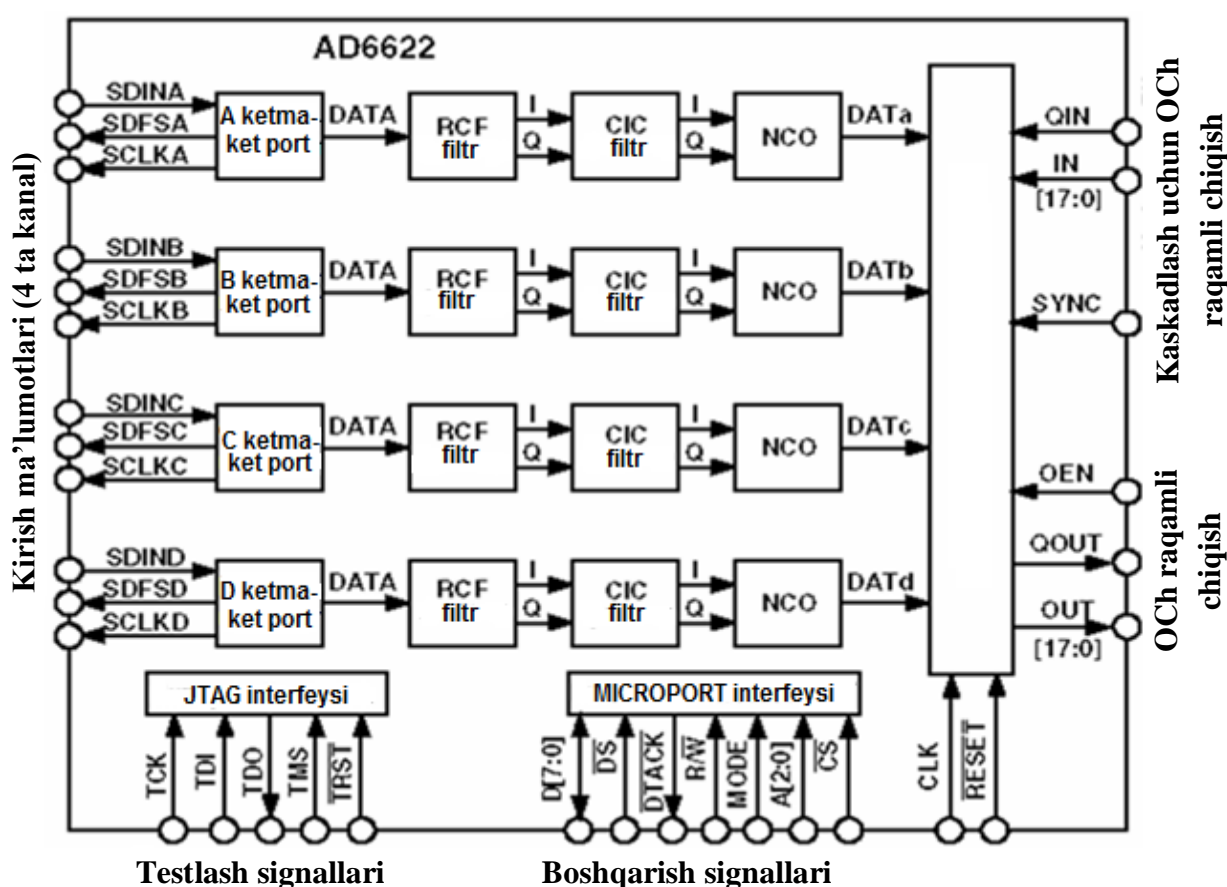 AD6622
Kirish ma'lumotlari (4 ta kanal)
SDINA
SDFSA
SCLKA
A ketma-
ket port
DATA
RCF
filtr
I
Q
CIC
filtr
I
Q
NCO
DATa
SDINB
SDFSB
SCLKB
B ketma-
ket port
DATA
RCF
filtr
I
Q
CIC
filtr
I
Q
NCO
DATb
SDINC
SDFSC
SCLKC
C ketma-
ket port
DATA
RCF
filtr
I
Q
CIC
filtr
I
Q
NCO
DATc
SDIND
SDFSD
SCLKD
D ketma-
ket port
DATA
RCF
filtr
I
Q
CIC
filtr
I
Q
NCO
DATd
QIN
IN
[17:0]
SYNC
OEN
QOUT
OUT
[17:0]
Kaskadlash uchun OCh
raqamli chiqish
OCh raqamli
chiqish
JTAG interfeysi
TCK
TDI
TDO
TMS
TRST
MICROPORT interfeysi
D[7:0]
DS
DTACK
R/W
MODE
A[2:0]
CS
CLK
RESET
Testlash signallari
Boshqarish signallari